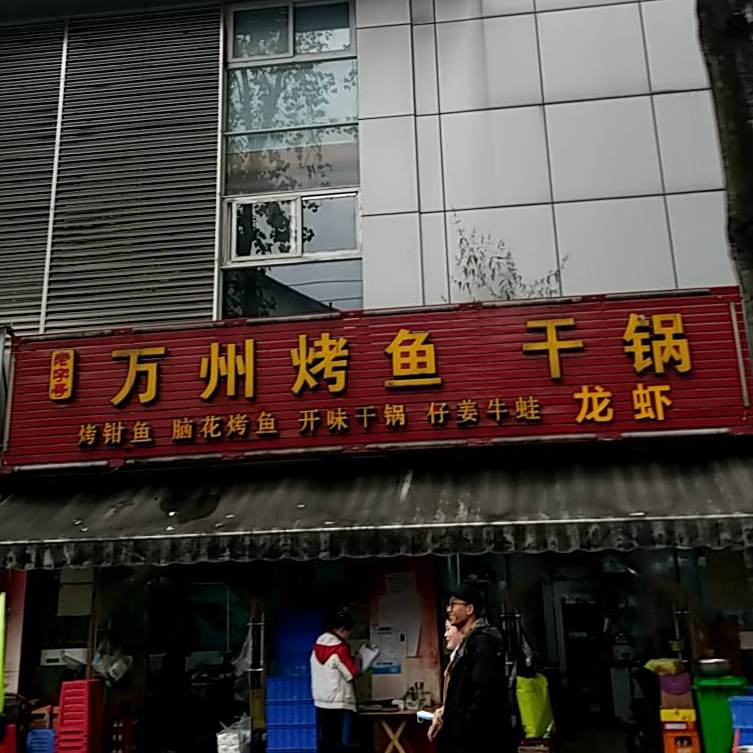 老字号
万州烤鱼 干锅
烤钳鱼 脑花烤鱼 开味干锅 仔姜牛蛙 龙虾